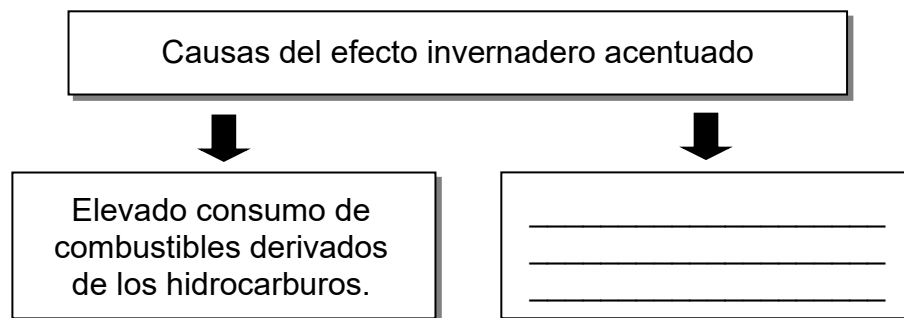 Causas del efecto invernadero acentuado
Elevado consumo de
combustibles derivados
de los hidrocarburos.